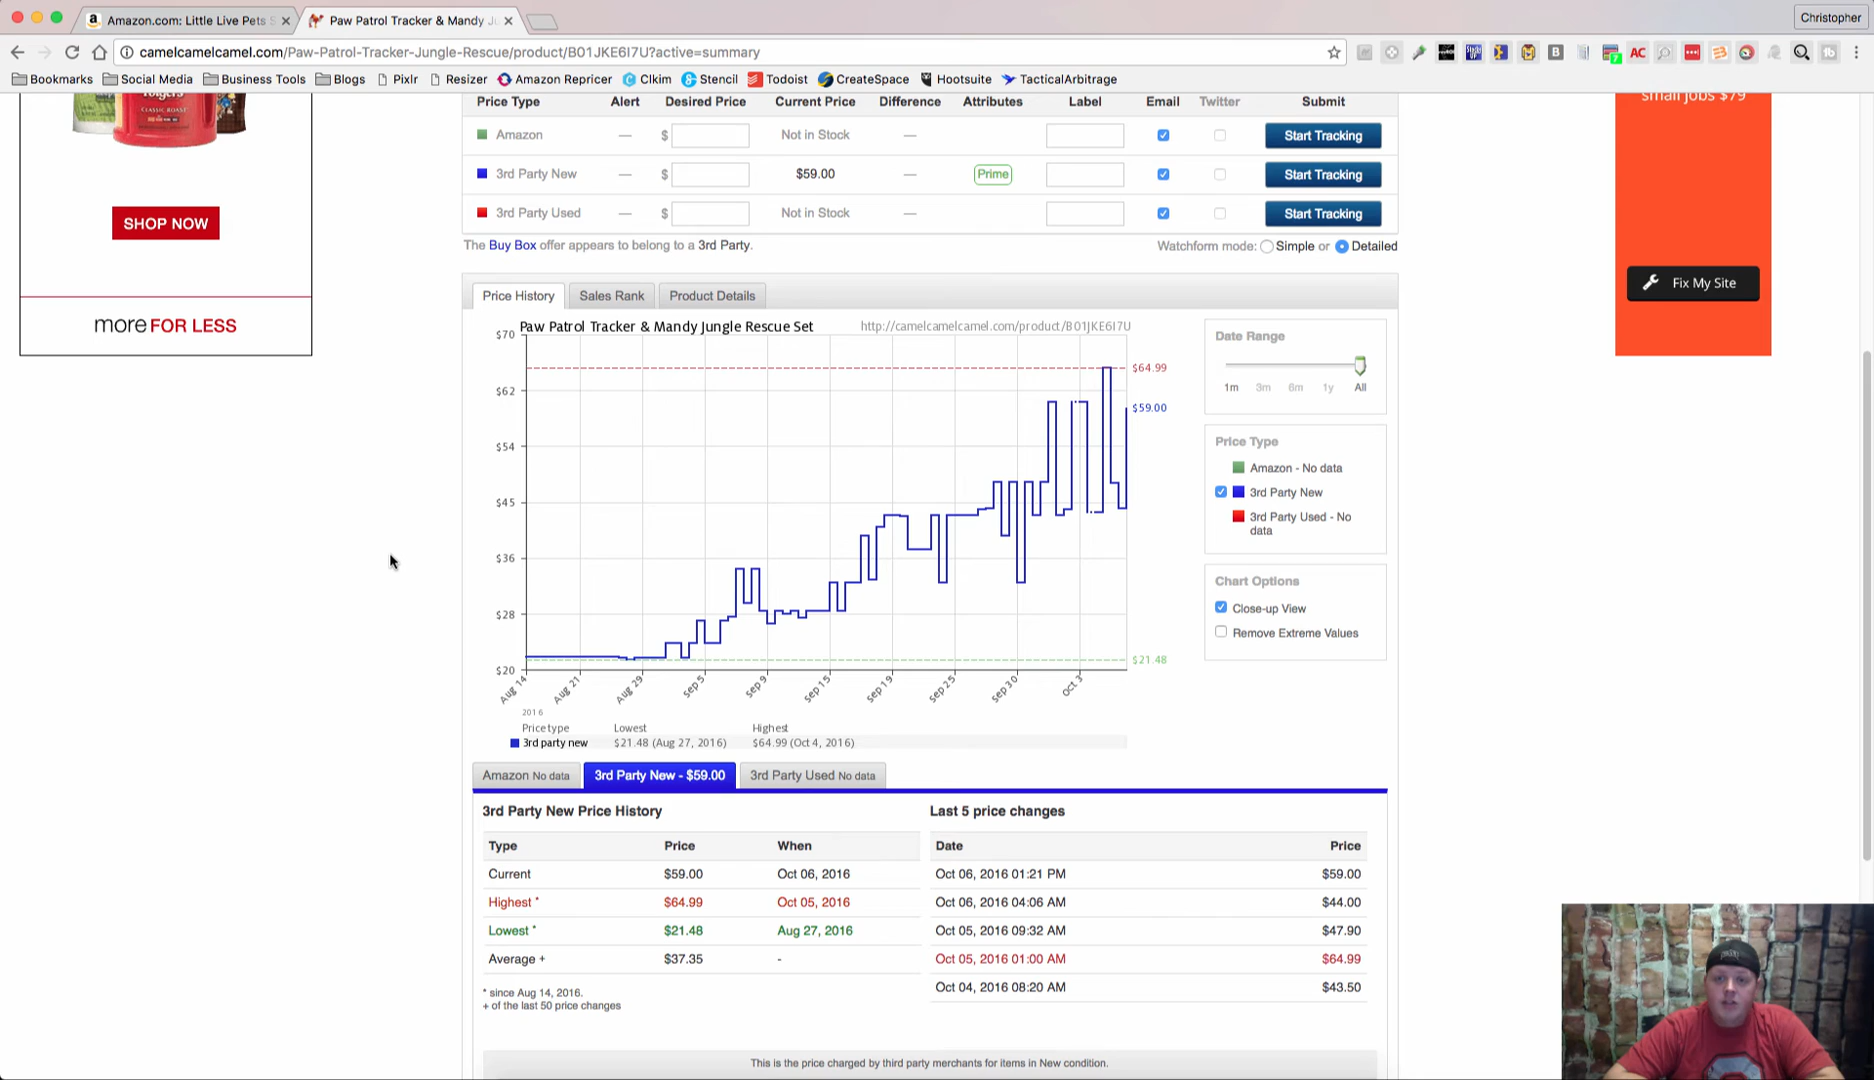 Amazon.com: Little Live Pets S
Paw Patrol Tracker & Mandy Ju
Christopher
camelcamelcamel.com/Paw-Patrol-Tracker-Jungle-Rescue/product/B01JKE6I7U?active=summary
Bookmarks Social Media Business Tools Blogs Pixlr Resizer Amazon Repricer Clkim Stencil Todoist CreateSpace Hootsuite TacticalArbitrage
CLASSIC ROAST
SHOP NOW
more FOR LESS
small jobs $79
Fix My Site
Price Type Alert Desired Price Current Price Difference Attributes Label Email Twitter Submit
Amazon — $ Not in Stock — Start Tracking
3rd Party New — $ $59.00 — Prime Start Tracking
3rd Party Used — $ Not in Stock — Start Tracking
The Buy Box offer appears to belong to a 3rd Party.
Watchform mode: Simple or Detailed
Price History Sales Rank Product Details
Paw Patrol Tracker & Mandy Jungle Rescue Set
http://camelcamelcamel.com/product/B01JKE6I7U
$70
$62
$54
$45
$36
$28
$20
$64.99
$59.00
$21.48
Aug 14 Aug 21 Aug 29 Sep 5 Sep 9 Sep 15 Sep 19 Sep 25 Sep 30 Oct 3
2016
Price type Lowest Highest
3rd party new $21.48 (Aug 27, 2016) $64.99 (Oct 4, 2016)
Date Range
1m 3m 6m 1y All
Price Type
Amazon - No data
3rd Party New
3rd Party Used - No
data
Chart Options
Close-up View
Remove Extreme Values
Amazon No data 3rd Party New - $59.00 3rd Party Used No data
3rd Party New Price History
Type Price When
Current $59.00 Oct 06, 2016
Highest * $64.99 Oct 05, 2016
Lowest * $21.48 Aug 27, 2016
Average + $37.35 -
* since Aug 14, 2016.
+ of the last 50 price changes
Last 5 price changes
Date Price
Oct 06, 2016 01:21 PM $59.00
Oct 06, 2016 04:06 AM $44.00
Oct 05, 2016 09:32 AM $47.90
Oct 05, 2016 01:00 AM $64.99
Oct 04, 2016 08:20 AM $43.50
This is the price charged by third party merchants for items in New condition.